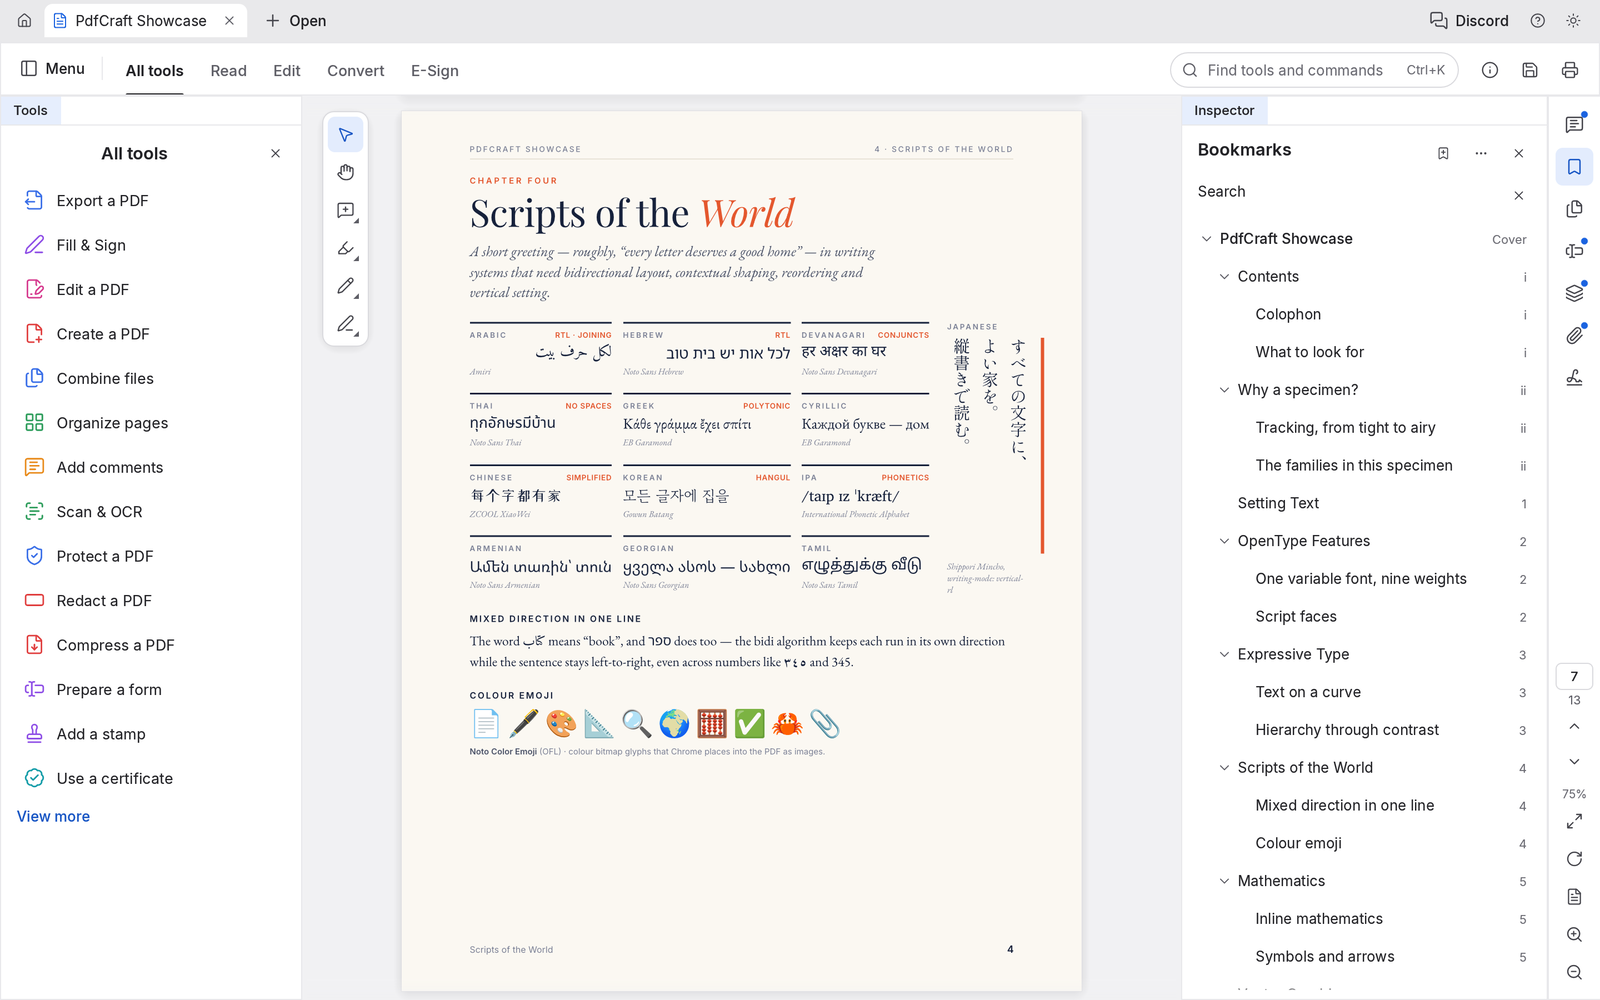 PdfCraft Showcase
Open
Discord
Menu
All tools
Read
Edit
Convert
E-Sign
Find tools and commands
Ctrl+K
Tools
All tools
Export a PDF
Fill & Sign
Edit a PDF
Create a PDF
Combine files
Organize pages
Add comments
Scan & OCR
Protect a PDF
Redact a PDF
Compress a PDF
Prepare a form
Add a stamp
Use a certificate
View more
PDFCRAFT SHOWCASE
4 · SCRIPTS OF THE WORLD
CHAPTER FOUR
Scripts of the World
A short greeting — roughly, “every letter deserves a good home” — in writing
systems that need bidirectional layout, contextual shaping, reordering and
vertical setting.
ARABIC RTL · JOINING
لكل حرف بيت
Amiri
HEBREW RTL
לכל אות יש בית טוב
Noto Sans Hebrew
DEVANAGARI CONJUNCTS
हर अक्षर का घर
Noto Sans Devanagari
THAI NO SPACES
ทุกอักษรมีบ้าน
Noto Sans Thai
GREEK POLYTONIC
Κάθε γράμμα ἔχει σπίτι
EB Garamond
CYRILLIC
Каждой букве — дом
EB Garamond
CHINESE SIMPLIFIED
每个字都有家
ZCOOL XiaoWei
KOREAN HANGUL
모든 글자에 집을
Gowun Batang
IPA PHONETICS
/taɪp ɪz ˈkræft/
International Phonetic Alphabet
ARMENIAN
Ամեն տառին՝ տուն
Noto Sans Armenian
GEORGIAN
ყველა ასოს — სახლი
Noto Sans Georgian
TAMIL
எழுத்துக்கு வீடு
Noto Sans Tamil
JAPANESE
すべての文字に、
よい家を。
縦書きで読む。
Shippori Mincho,
writing-mode: vertical-
rl
MIXED DIRECTION IN ONE LINE
The word كتاب means “book”, and ספר does too — the bidi algorithm keeps each run in its own direction
while the sentence stays left-to-right, even across numbers like ٣٤٥ and 345.
COLOUR EMOJI
Noto Color Emoji (OFL) · colour bitmap glyphs that Chrome places into the PDF as images.
Scripts of the World
4
Inspector
Bookmarks
Search
PdfCraft Showcase Cover
Contents i
Colophon i
What to look for i
Why a specimen? ii
Tracking, from tight to airy ii
The families in this specimen ii
Setting Text 1
OpenType Features 2
One variable font, nine weights 2
Script faces 2
Expressive Type 3
Text on a curve 3
Hierarchy through contrast 3
Scripts of the World 4
Mixed direction in one line 4
Colour emoji 4
Mathematics 5
Inline mathematics 5
Symbols and arrows 5
7
13
75%